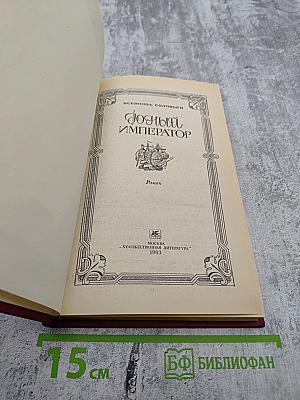 ВСЕВОЛОД СОЛОВЬЕВ
Юный
ИМПЕРАТОР
Роман
МОСКВА
"ХУДОЖЕСТВЕННАЯ ЛИТЕРАТУРА"
1993
15 см
БФ БИБЛИОФАН